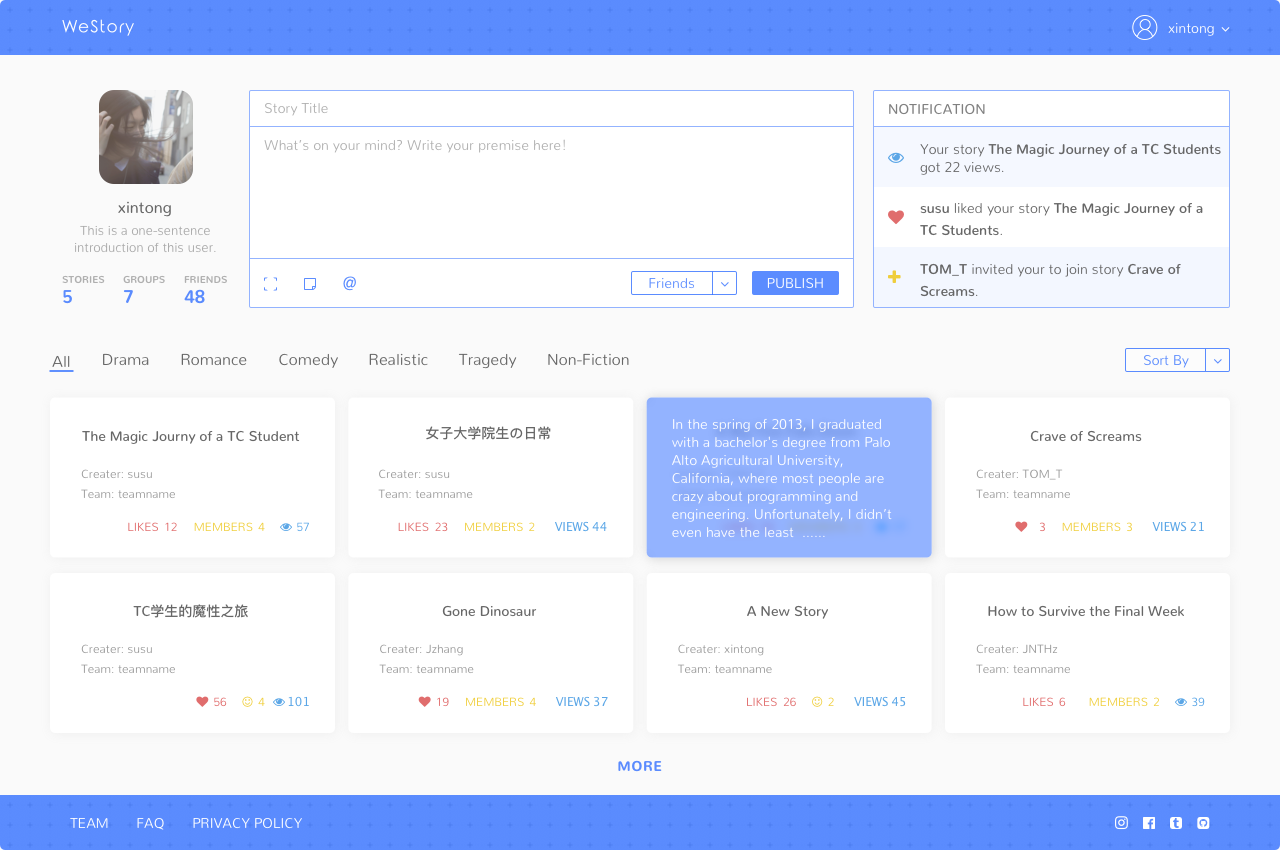 WeStory
xintong
xintong
This is a one-sentence
introduction of this user.
STORIES GROUPS FRIENDS
5 7 48
Story Title
What's on your mind? Write your premise here!
@ Friends PUBLISH
NOTIFICATION
Your story The Magic Journey of a TC Students
got 22 views.
susu liked your story The Magic Journey of a
TC Students.
TOM_T invited your to join story Crave of
Screams.
All Drama Romance Comedy Realistic Tragedy Non-Fiction Sort By
The Magic Journy of a TC Student
Creater: susu
Team: teamname
LIKES 12 MEMBERS 4 57
女子大学院生の日常
Creater: susu
Team: teamname
LIKES 23 MEMBERS 2 VIEWS 44
In the spring of 2013, I graduated
with a bachelor's degree from Palo
Alto Agricultural University,
California, where most people are
crazy about programming and
engineering. Unfortunately, I didn't
even have the least ......
Crave of Screams
Creater: TOM_T
Team: teamname
3 MEMBERS 3 VIEWS 21
TC学生的魔性之旅
Creater: susu
Team: teamname
56 4 101
Gone Dinosaur
Creater: Jzhang
Team: teamname
19 MEMBERS 4 VIEWS 37
A New Story
Creater: xintong
Team: teamname
LIKES 26 2 VIEWS 45
How to Survive the Final Week
Creater: JNTHz
Team: teamname
LIKES 6 MEMBERS 2 39
MORE
TEAM FAQ PRIVACY POLICY